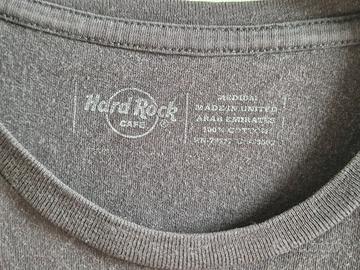 Hard Rock
CAFE
®
MEDIUM
MADE IN UNITED
ARAB EMIRATES
100% COTTON